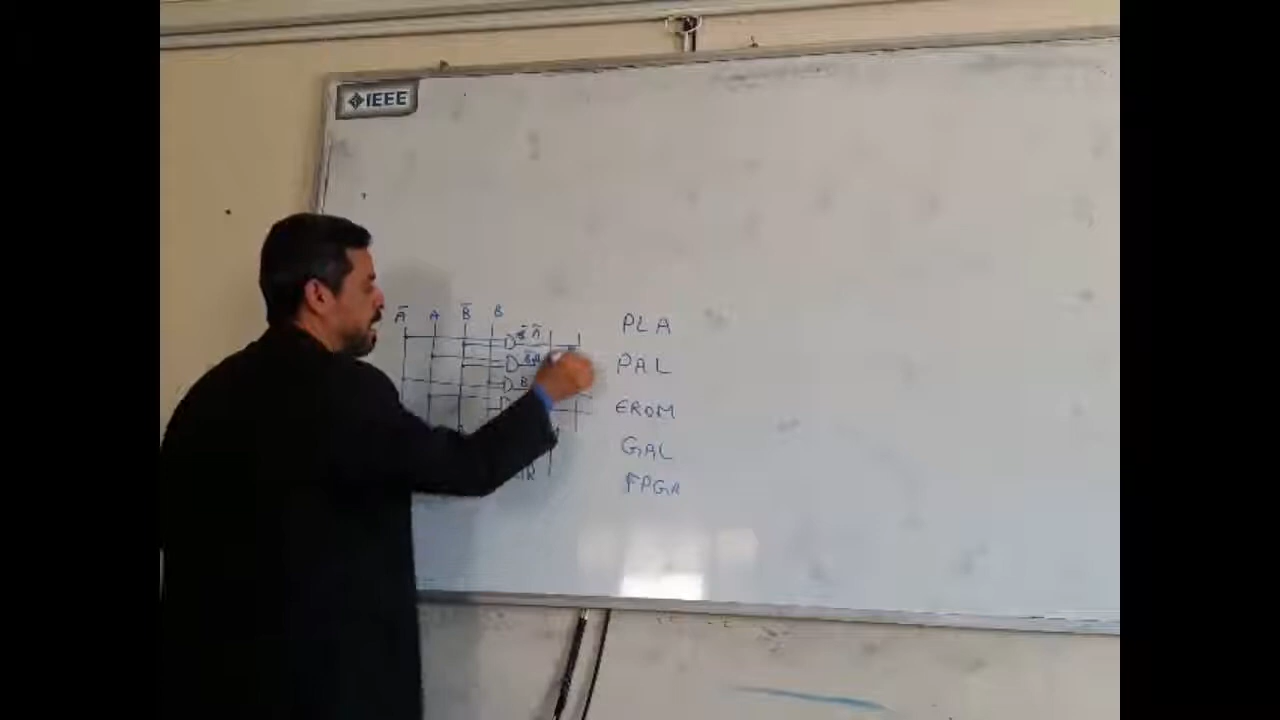 IEEE
A̅ A B̅ B
B̅ A̅
B
PLA
PAL
EROM
GAL
FPGA